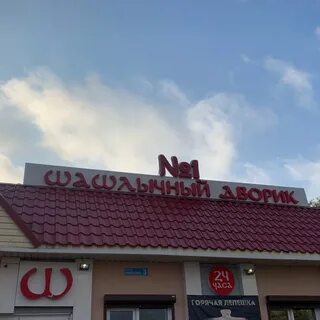 №1
ШАШЛЫЧНЫЙ ДВОРИК
Ш
24
ЧАСА
ГОРЯЧАЯ ЛЕПЕШКА